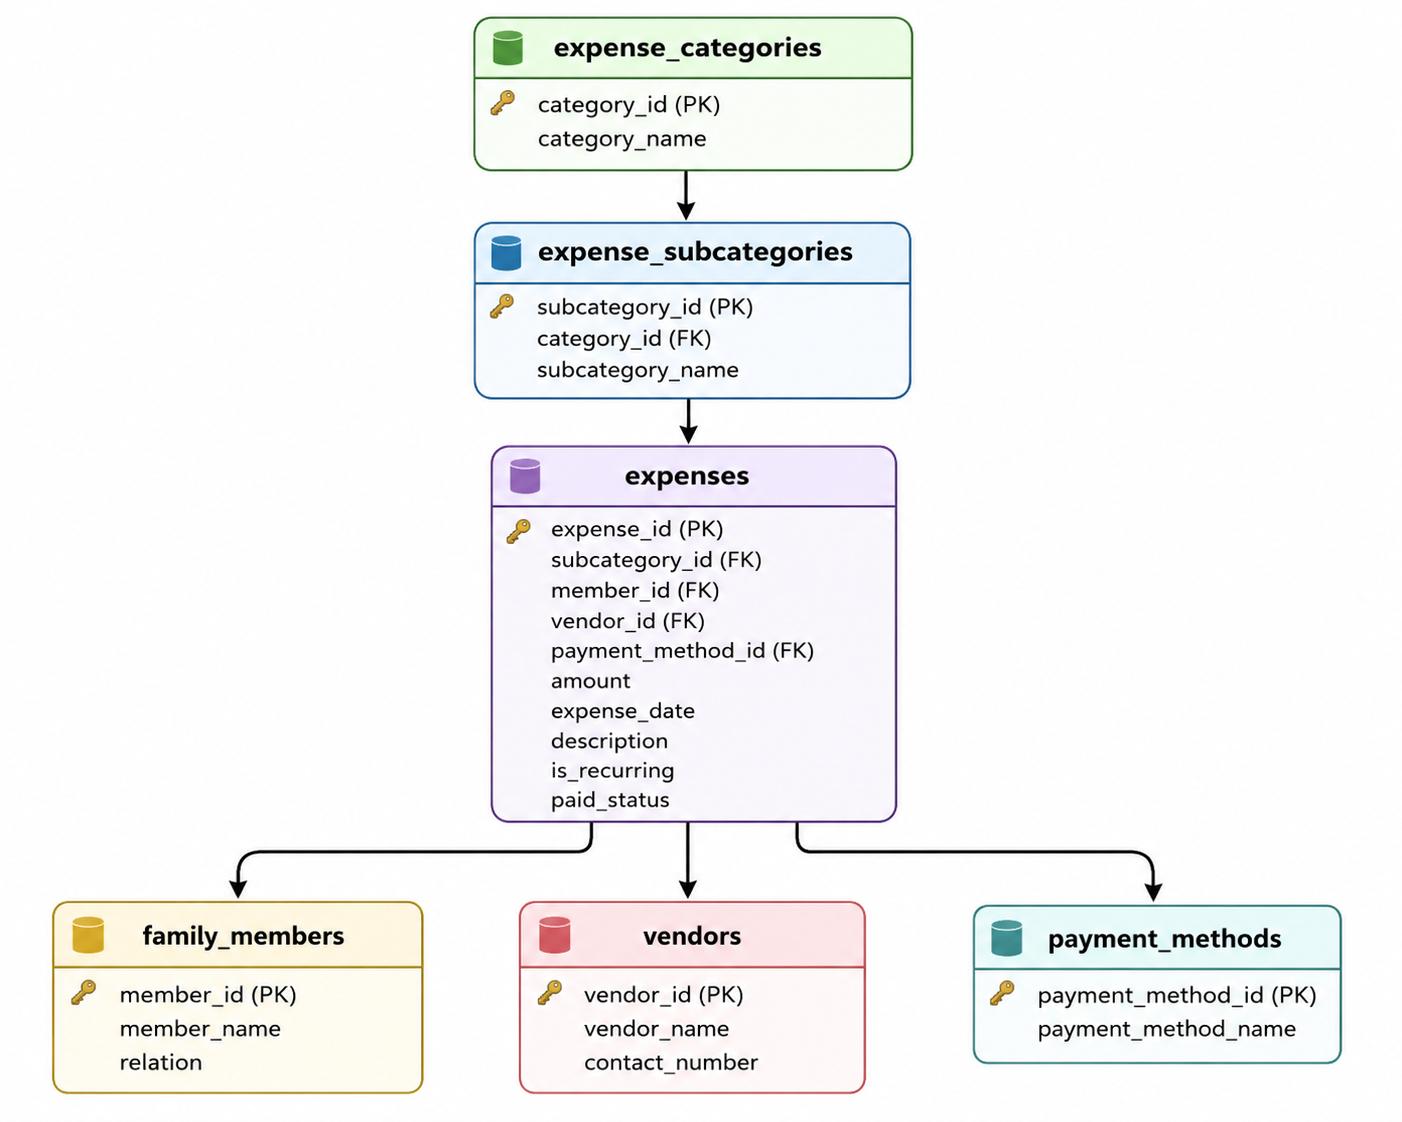 expense_categories
category_id (PK)
category_name
expense_subcategories
subcategory_id (PK)
category_id (FK)
subcategory_name
expenses
expense_id (PK)
subcategory_id (FK)
member_id (FK)
vendor_id (FK)
payment_method_id (FK)
amount
expense_date
description
is_recurring
paid_status
family_members
member_id (PK)
member_name
relation
vendors
vendor_id (PK)
vendor_name
contact_number
payment_methods
payment_method_id (PK)
payment_method_name